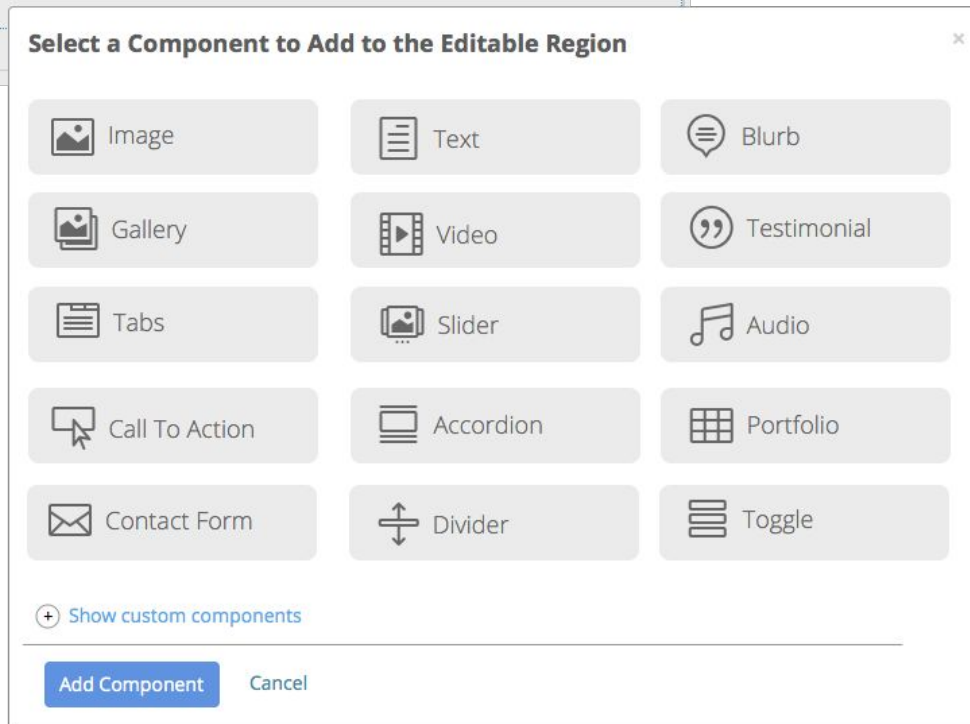 Select a Component to Add to the Editable Region
×
Image
Text
Blurb
Gallery
Video
Testimonial
Tabs
Slider
Audio
Call To Action
Accordion
Portfolio
Contact Form
Divider
Toggle
Show custom components
Add Component
Cancel